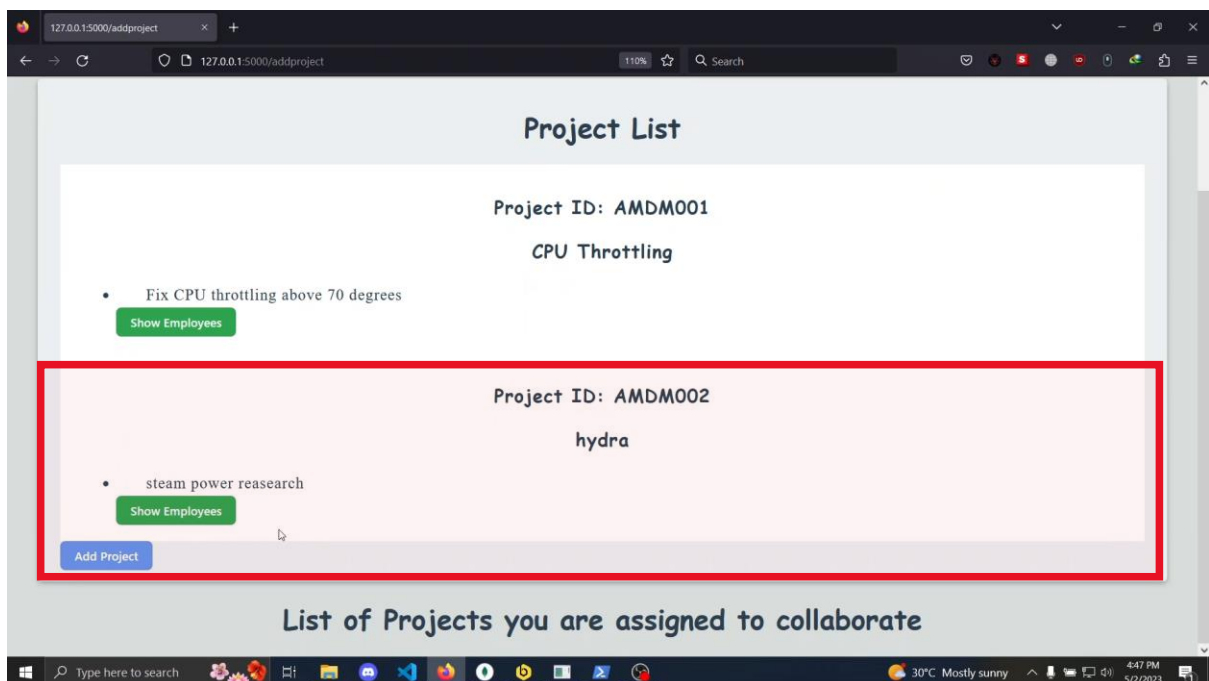 127.0.0.1:5000/addproject
127.0.0.1:5000/addproject
110%
Search
Project List
Project ID: AMDM001
CPU Throttling
Fix CPU throttling above 70 degrees
Show Employees
Project ID: AMDM002
hydra
steam power reasearch
Show Employees
Add Project
List of Projects you are assigned to collaborate
Type here to search
30°C Mostly sunny
4:47 PM
5/2/2023